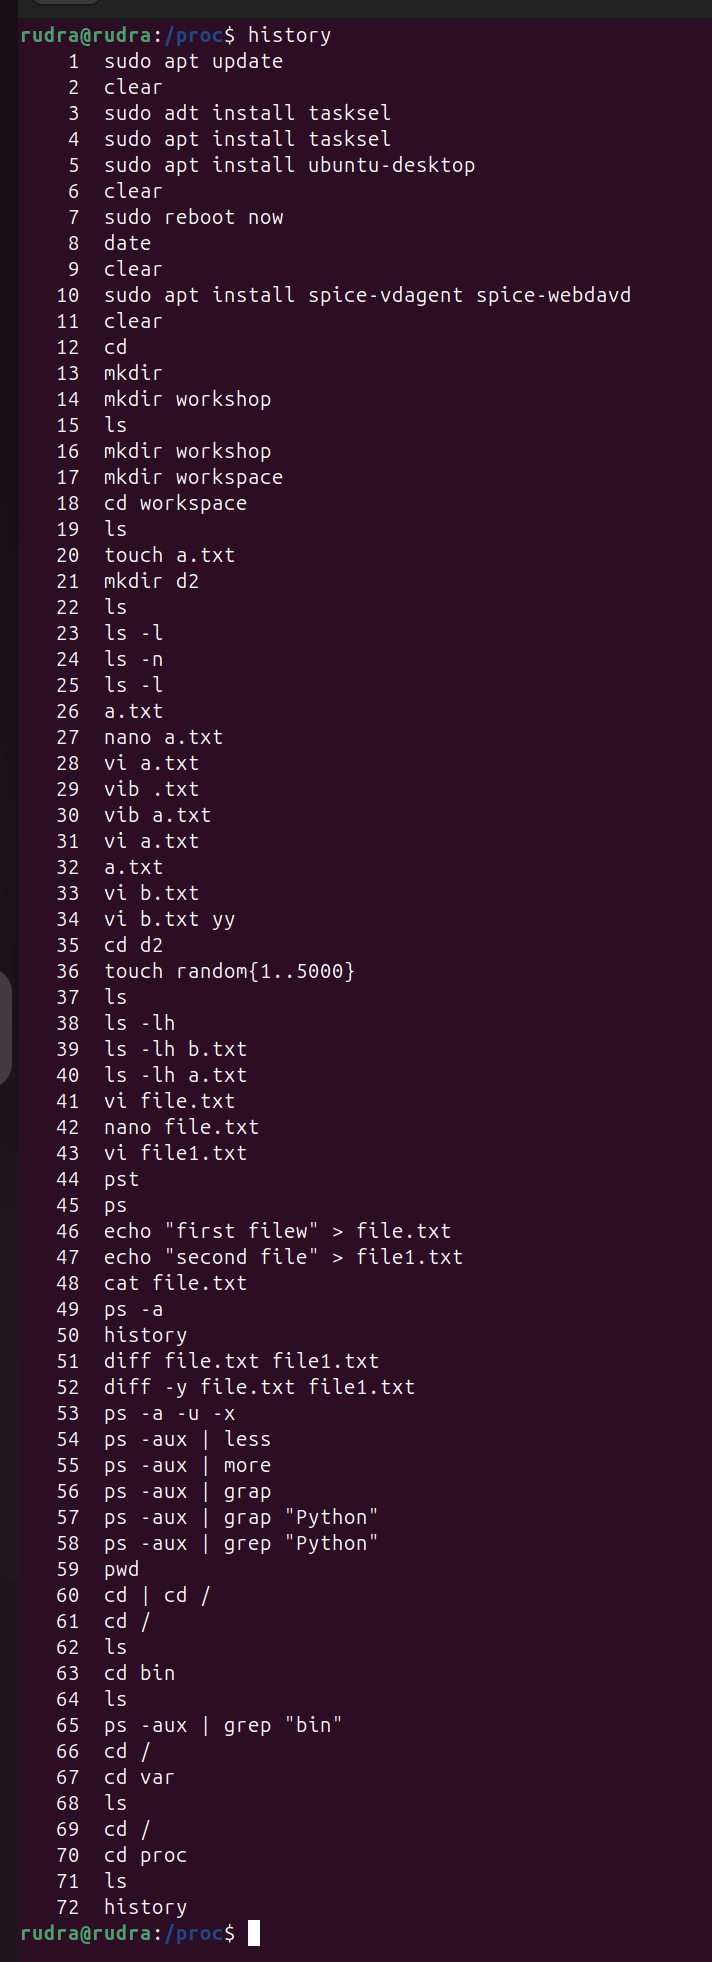 rudra@rudra:/proc$ history
1 sudo apt update
2 clear
3 sudo adt install tasksel
4 sudo apt install tasksel
5 sudo apt install ubuntu-desktop
6 clear
7 sudo reboot now
8 date
9 clear
10 sudo apt install spice-vdagent spice-webdavd
11 clear
12 cd
13 mkdir
14 mkdir workshop
15 ls
16 mkdir workshop
17 mkdir workspace
18 cd workspace
19 ls
20 touch a.txt
21 mkdir d2
22 ls
23 ls -l
24 ls -n
25 ls -l
26 a.txt
27 nano a.txt
28 vi a.txt
29 vib .txt
30 vib a.txt
31 vi a.txt
32 a.txt
33 vi b.txt
34 vi b.txt yy
35 cd d2
36 touch random{1..5000}
37 ls
38 ls -lh
39 ls -lh b.txt
40 ls -lh a.txt
41 vi file.txt
42 nano file.txt
43 vi file1.txt
44 pst
45 ps
46 echo "first filew" > file.txt
47 echo "second file" > file1.txt
48 cat file.txt
49 ps -a
50 history
51 diff file.txt file1.txt
52 diff -y file.txt file1.txt
53 ps -a -u -x
54 ps -aux | less
55 ps -aux | more
56 ps -aux | grap
57 ps -aux | grap "Python"
58 ps -aux | grep "Python"
59 pwd
60 cd | cd /
61 cd /
62 ls
63 cd bin
64 ls
65 ps -aux | grep "bin"
66 cd /
67 cd var
68 ls
69 cd /
70 cd proc
71 ls
72 history
rudra@rudra:/proc$